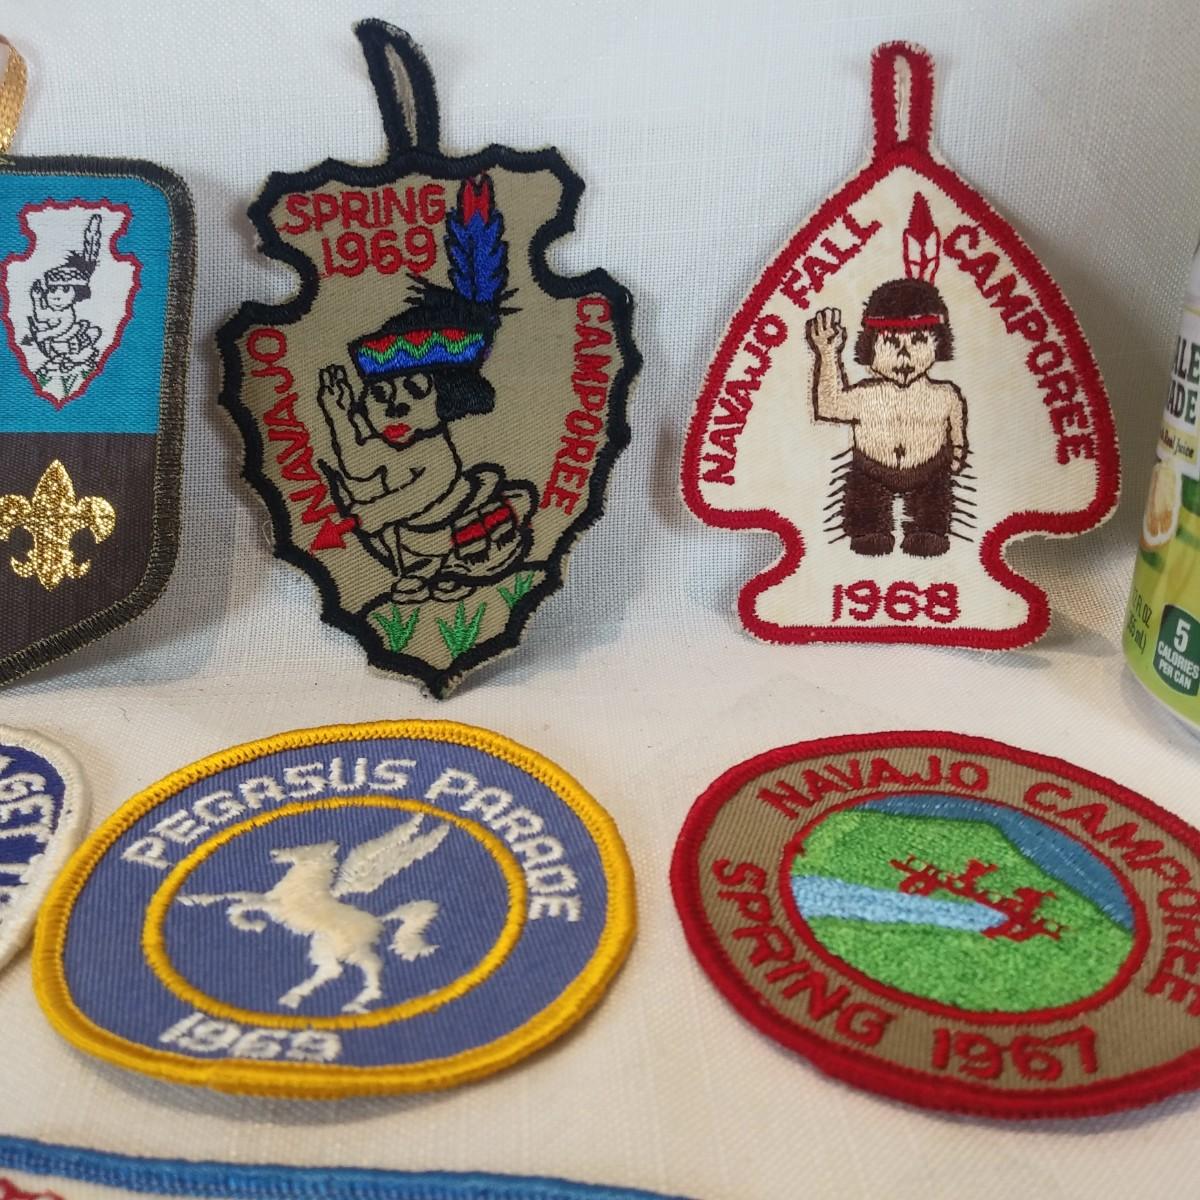 SPRING
1969
NAVAJO
CAMPOREE
NAVAJO FALL CAMPOREE
1968
5
CALORIES
PER CAN
PEGASUS PARADE
1969
NAVAJO CAMPOREE
SPRING 1967